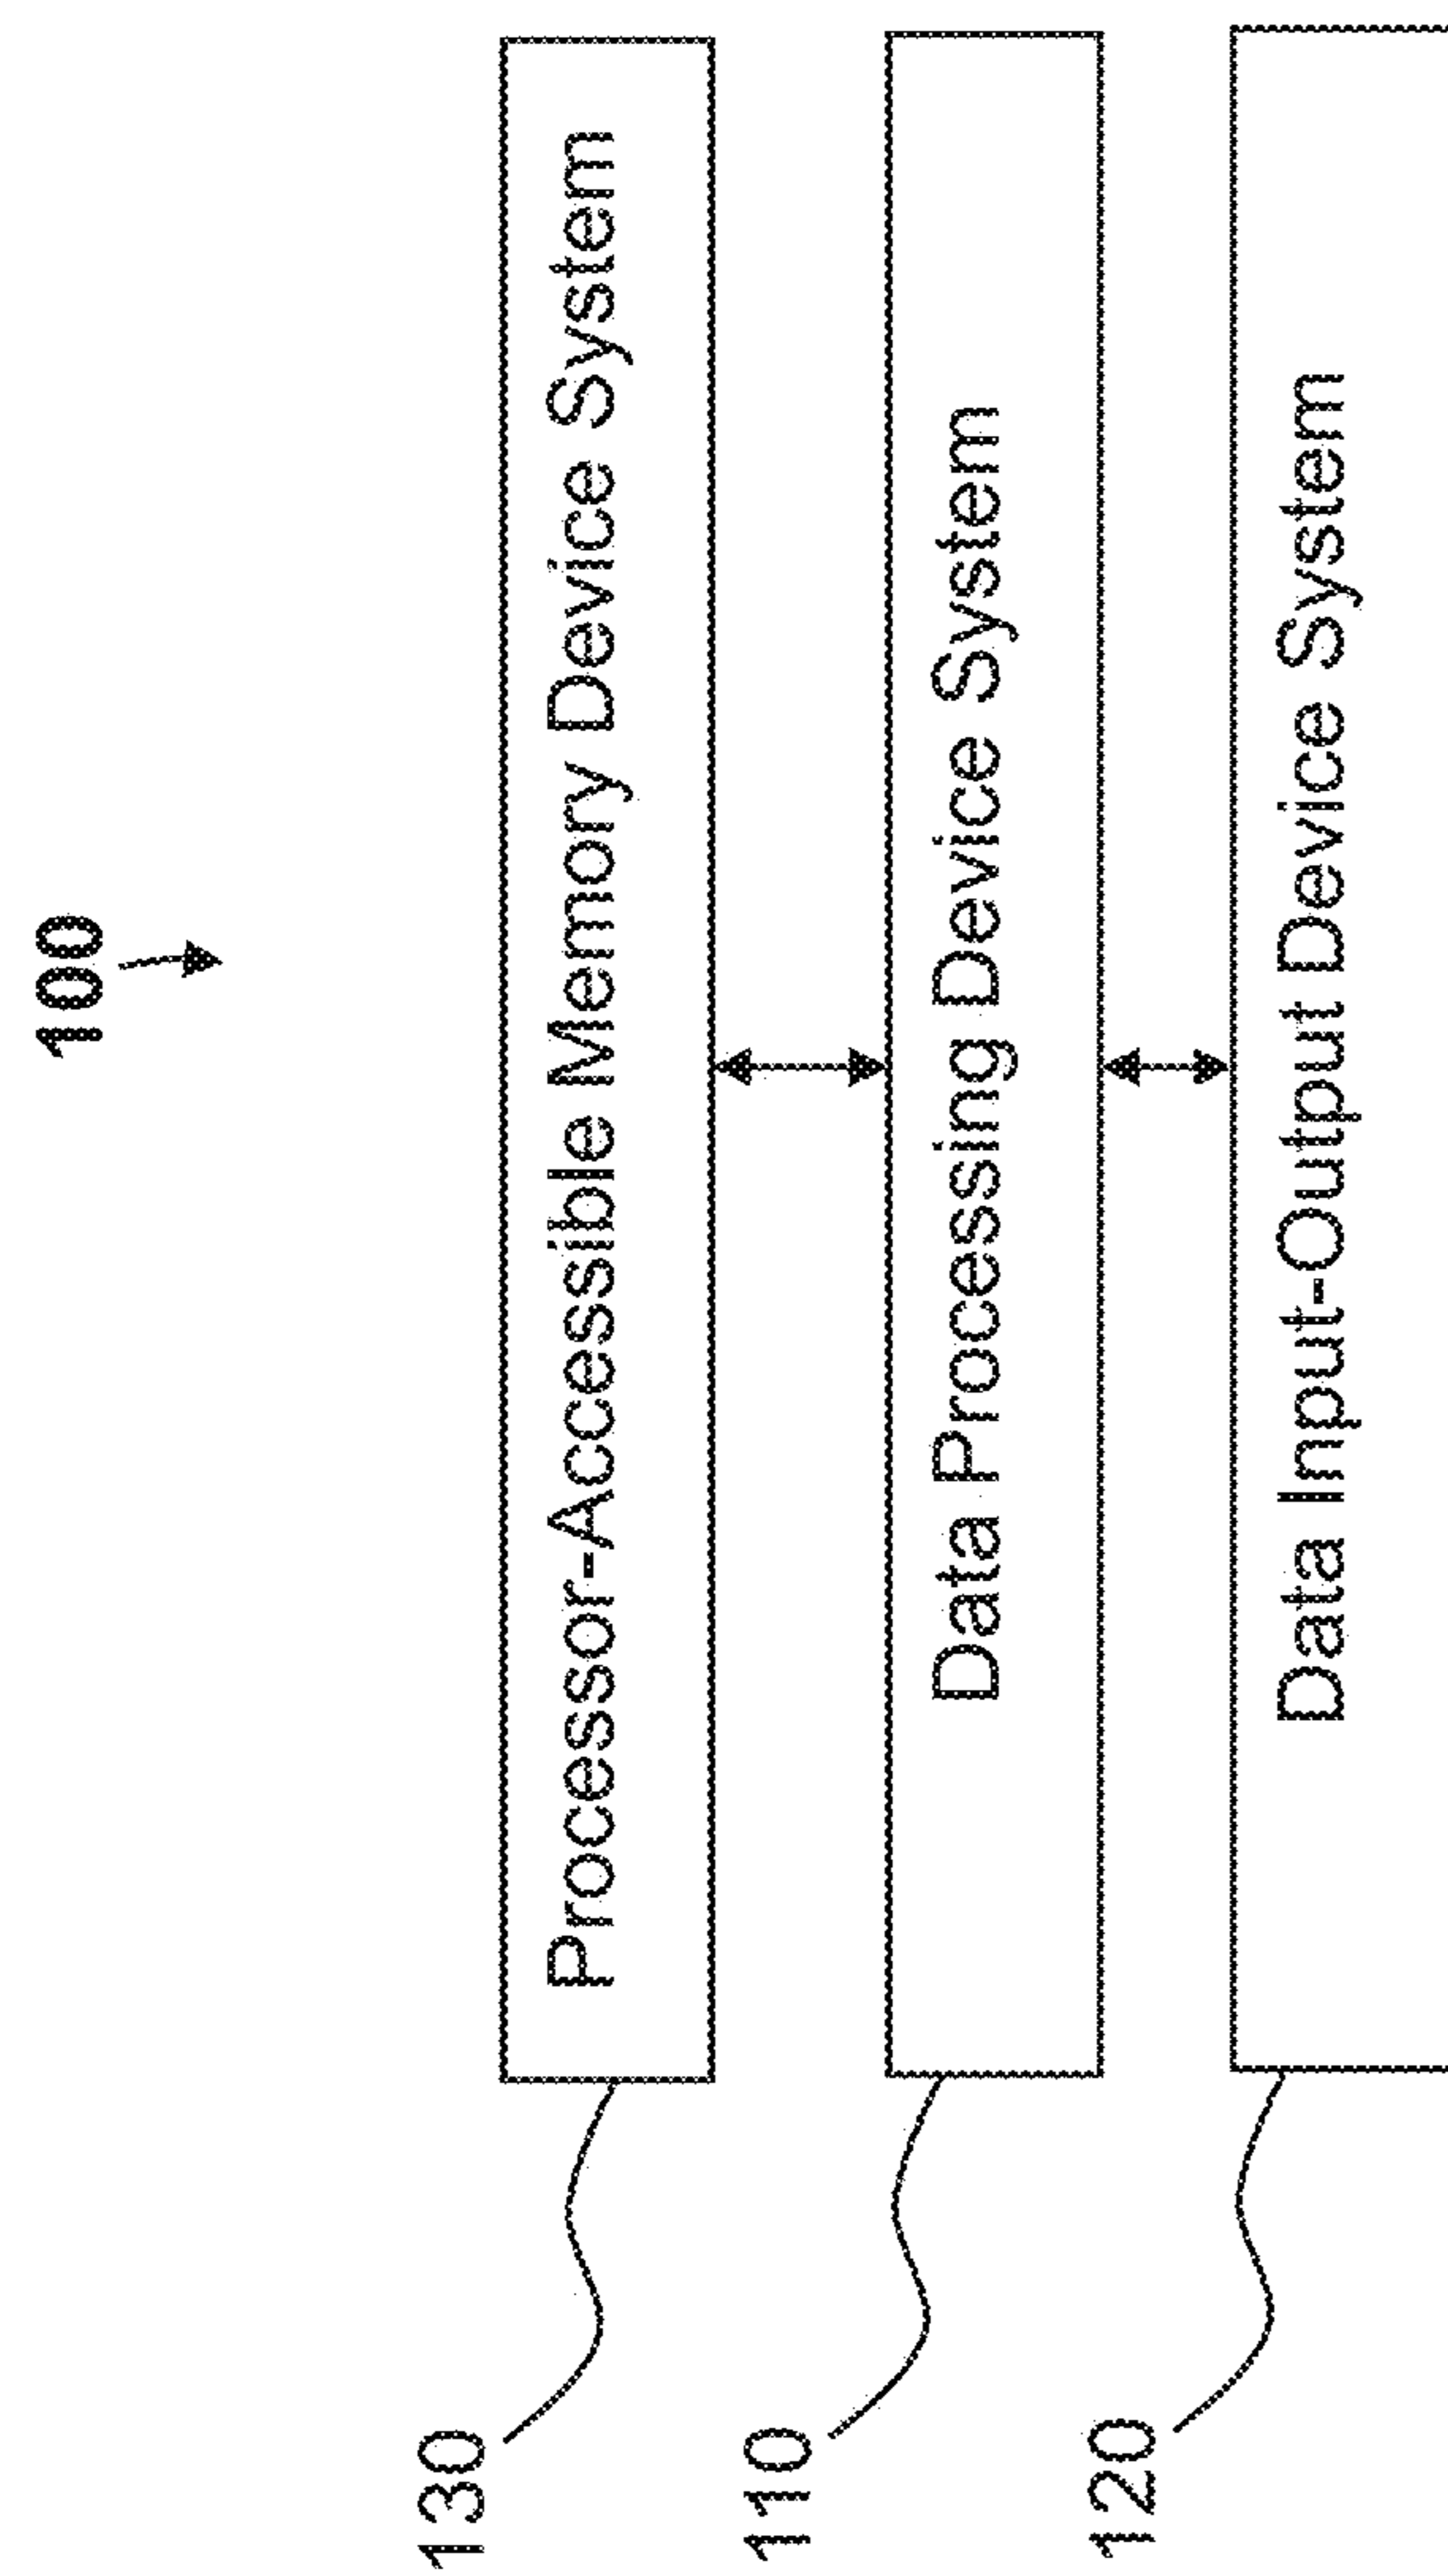 100
Processor-Accessible Memory Device System
130
Data Processing Device System
110
Data Input-Output Device System
120